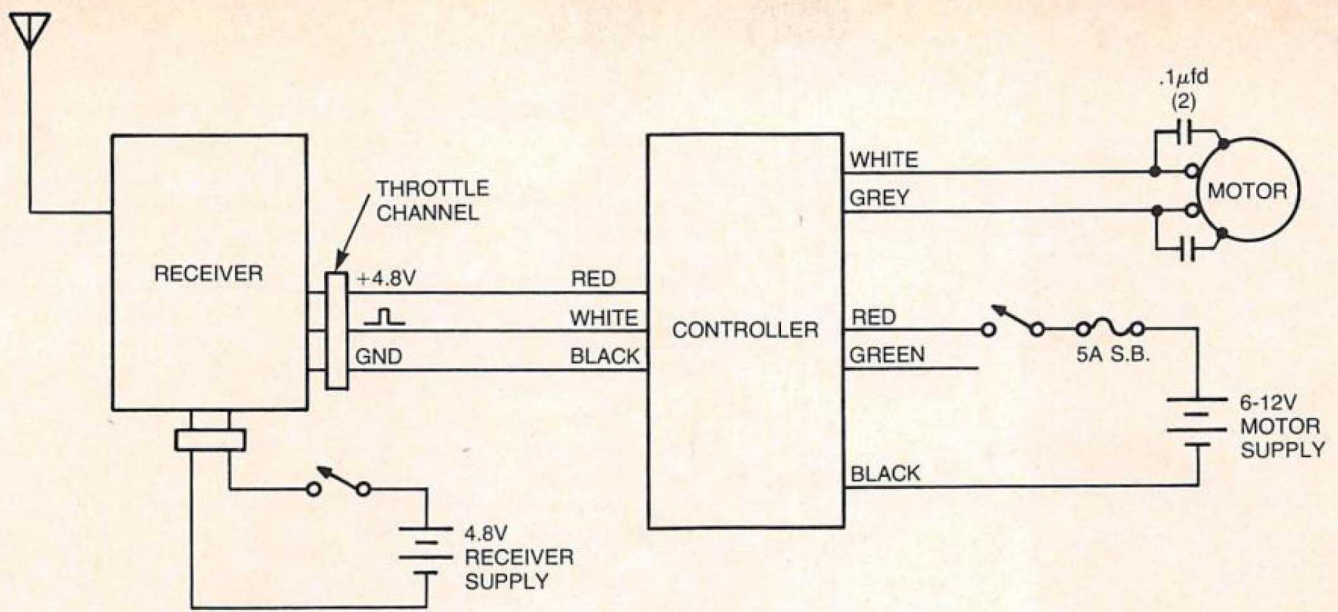 .1µfd
(2)
MOTOR
WHITE
GREY
THROTTLE
CHANNEL
RECEIVER
+4.8V
GND
RED
WHITE
BLACK
CONTROLLER
RED
GREEN
5A S.B.
6-12V
MOTOR
SUPPLY
BLACK
4.8V
RECEIVER
SUPPLY